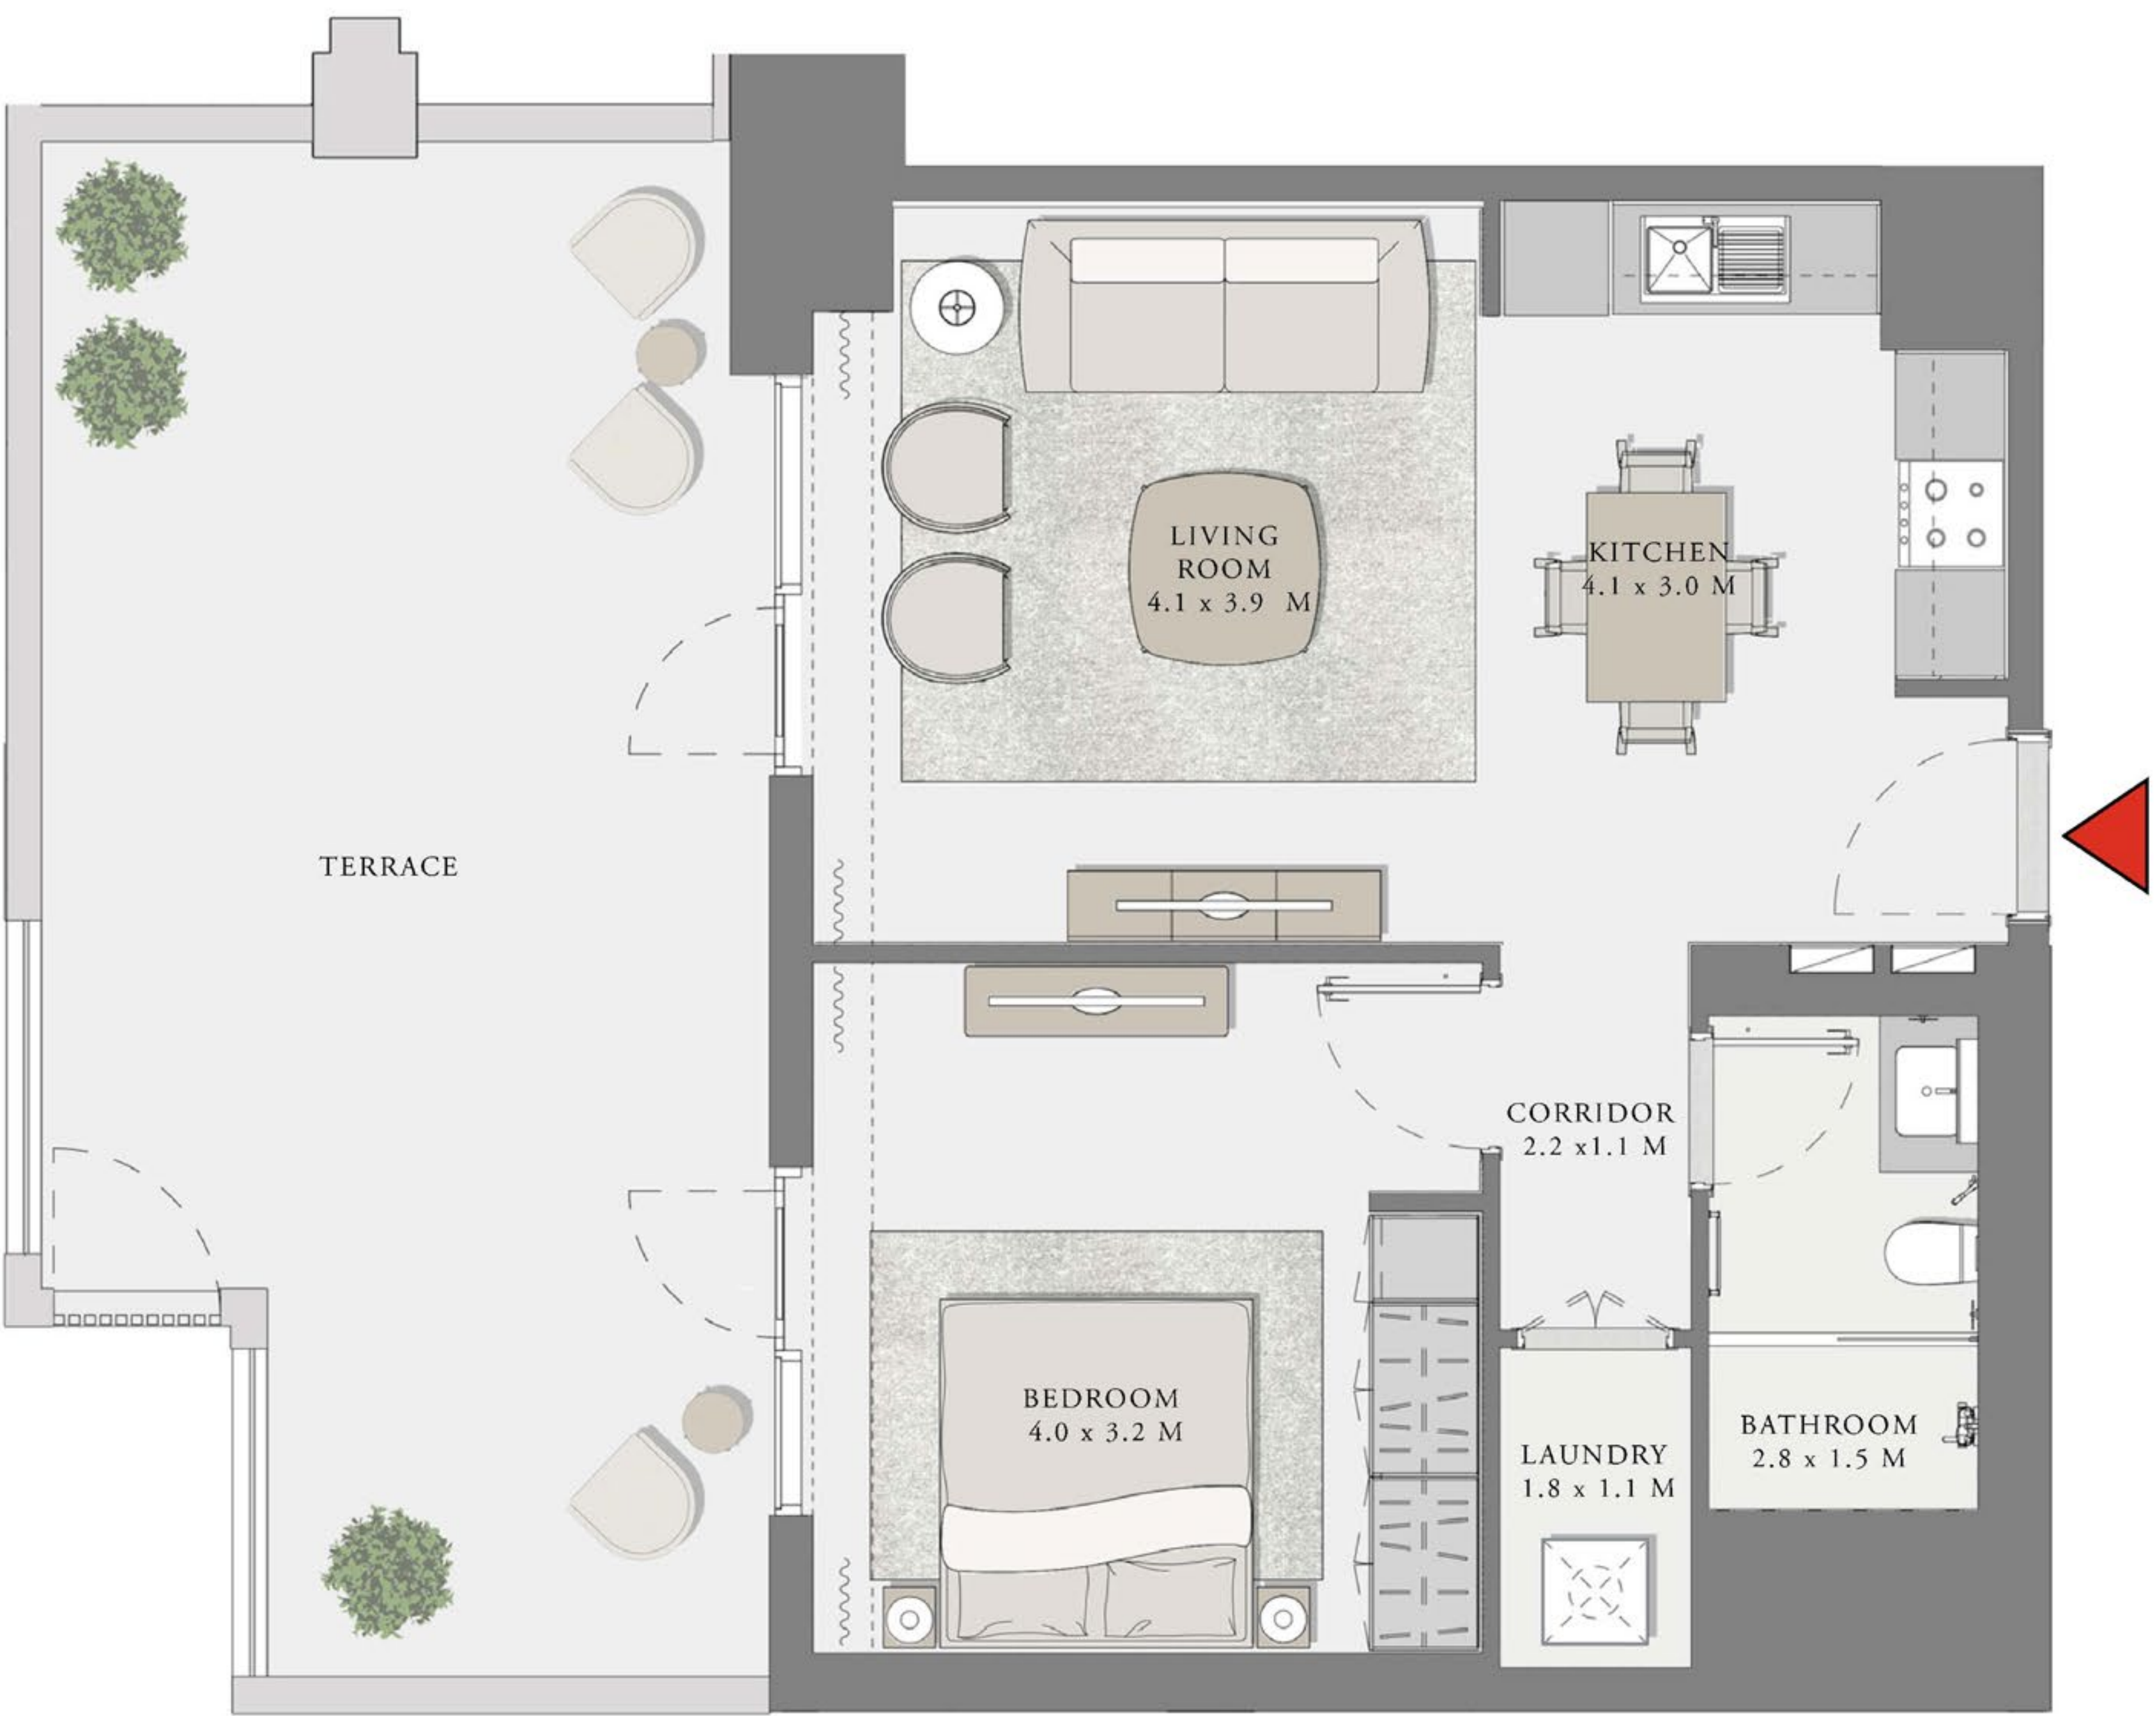 LIVING
ROOM
4.1 x 3.9 M
KITCHEN
4.1 x 3.0 M
TERRACE
CORRIDOR
2.2 x1.1 M
BEDROOM
4.0 x 3.2 M
LAUNDRY
1.8 x 1.1 M
BATHROOM
2.8 x 1.5 M